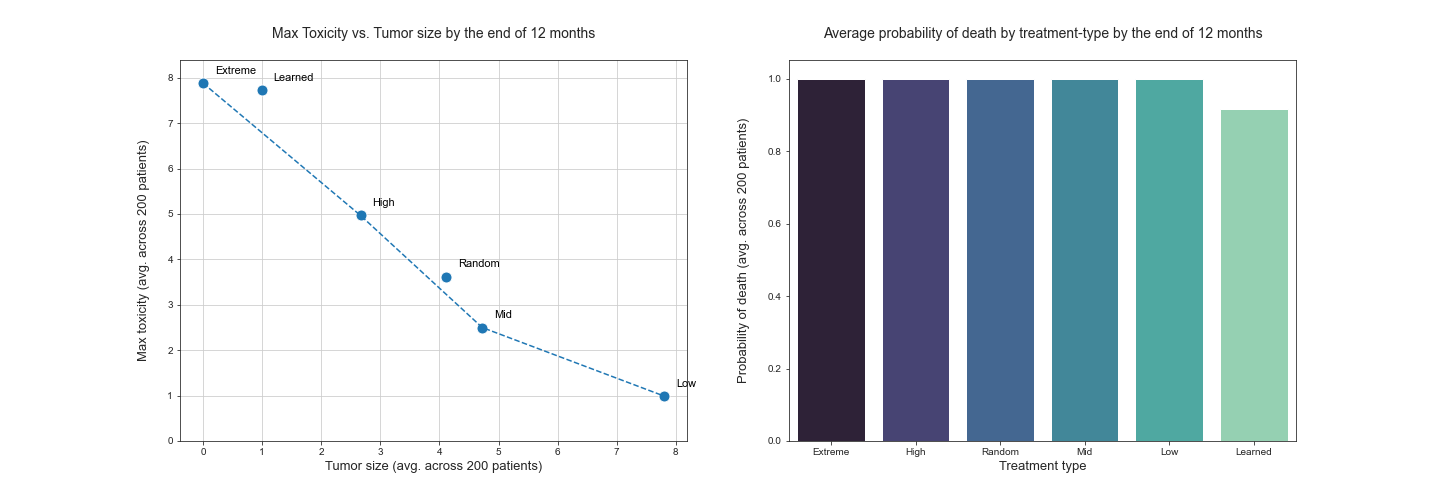 Max Toxicity vs. Tumor size by the end of 12 months
Max toxicity (avg. across 200 patients)
8
7
6
5
4
3
2
1
0
Extreme
Learned
High
Random
Mid
Low
0 1 2 3 4 5 6 7 8
Tumor size (avg. across 200 patients)
Average probability of death by treatment-type by the end of 12 months
Probability of death (avg. across 200 patients)
1.0
0.8
0.6
0.4
0.2
0.0
Extreme High Random Mid Low Learned
Treatment type